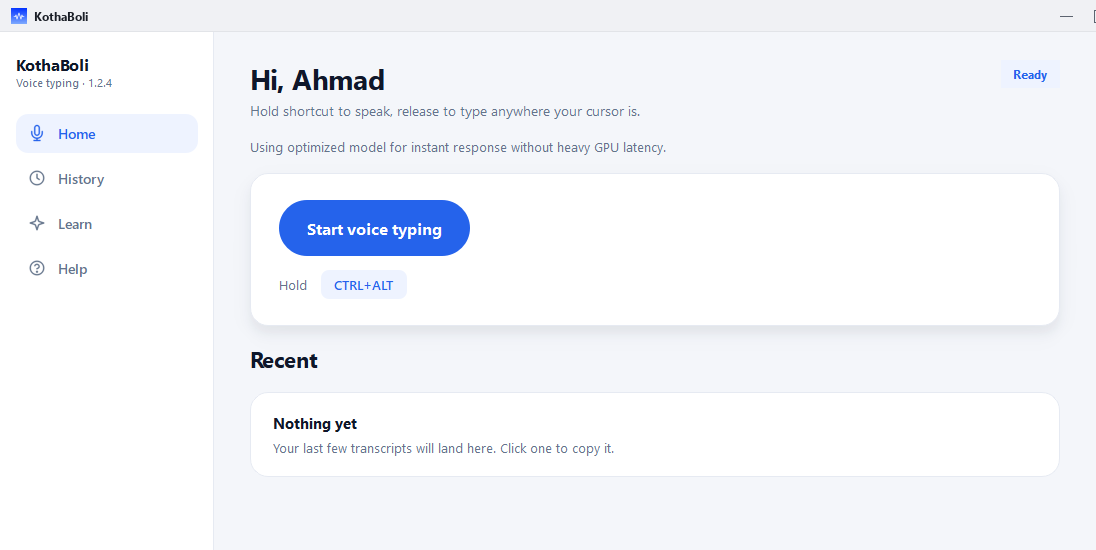 KothaBoli
KothaBoli
Voice typing · 1.2.4
Home
History
Learn
Help
Hi, Ahmad
Ready
Hold shortcut to speak, release to type anywhere your cursor is.
Using optimized model for instant response without heavy GPU latency.
Start voice typing
Hold CTRL+ALT
Recent
Nothing yet
Your last few transcripts will land here. Click one to copy it.